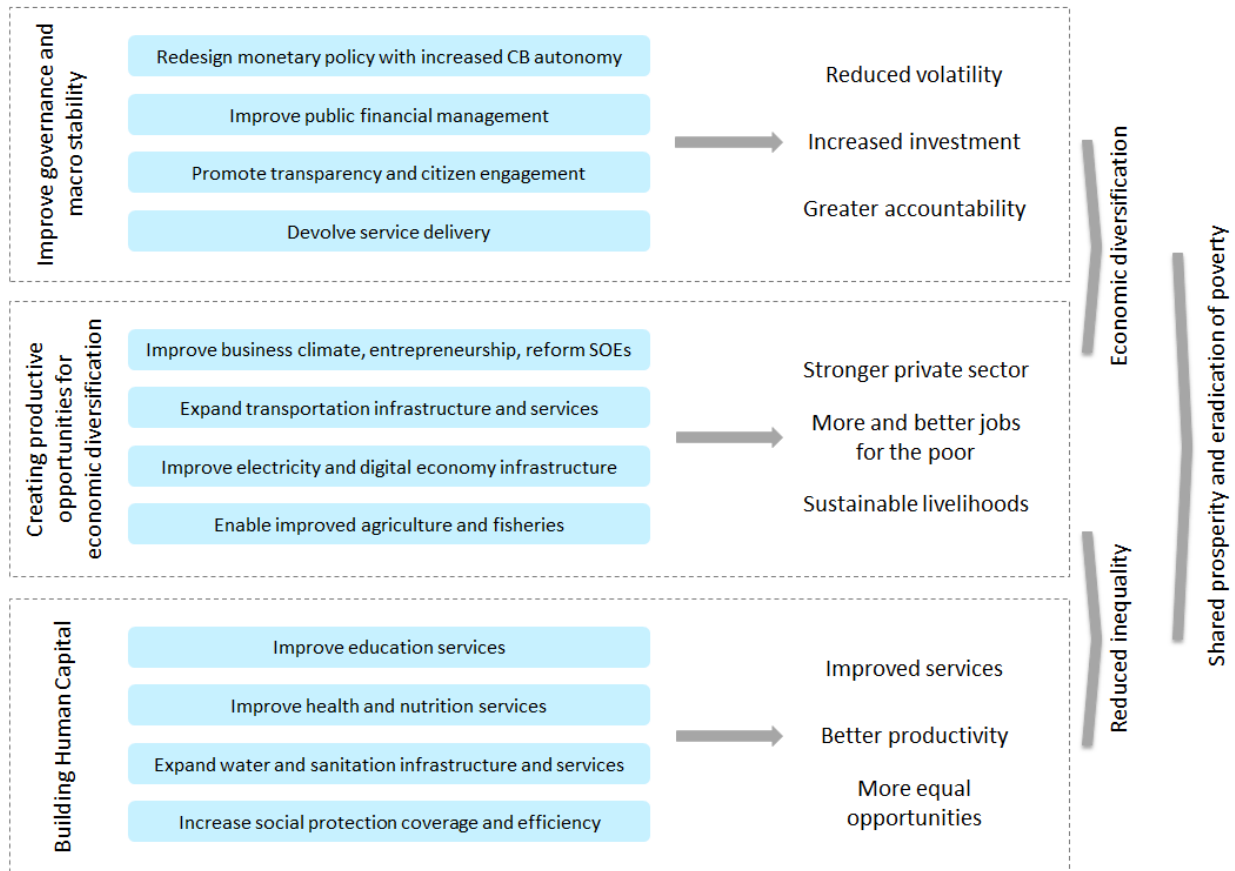 Improve governance and
macro stability
Redesign monetary policy with increased CB autonomy
Improve public financial management
Promote transparency and citizen engagement
Devolve service delivery
Reduced volatility
Increased investment
Greater accountability
Creating productive
opportunities for
economic diversification
Improve business climate, entrepreneurship, reform SOEs
Expand transportation infrastructure and services
Improve electricity and digital economy infrastructure
Enable improved agriculture and fisheries
Stronger private sector
More and better jobs
for the poor
Sustainable livelihoods
Building Human Capital
Improve education services
Improve health and nutrition services
Expand water and sanitation infrastructure and services
Increase social protection coverage and efficiency
Improved services
Better productivity
More equal
opportunities
Economic diversification
Reduced inequality
Shared prosperity and eradication of poverty